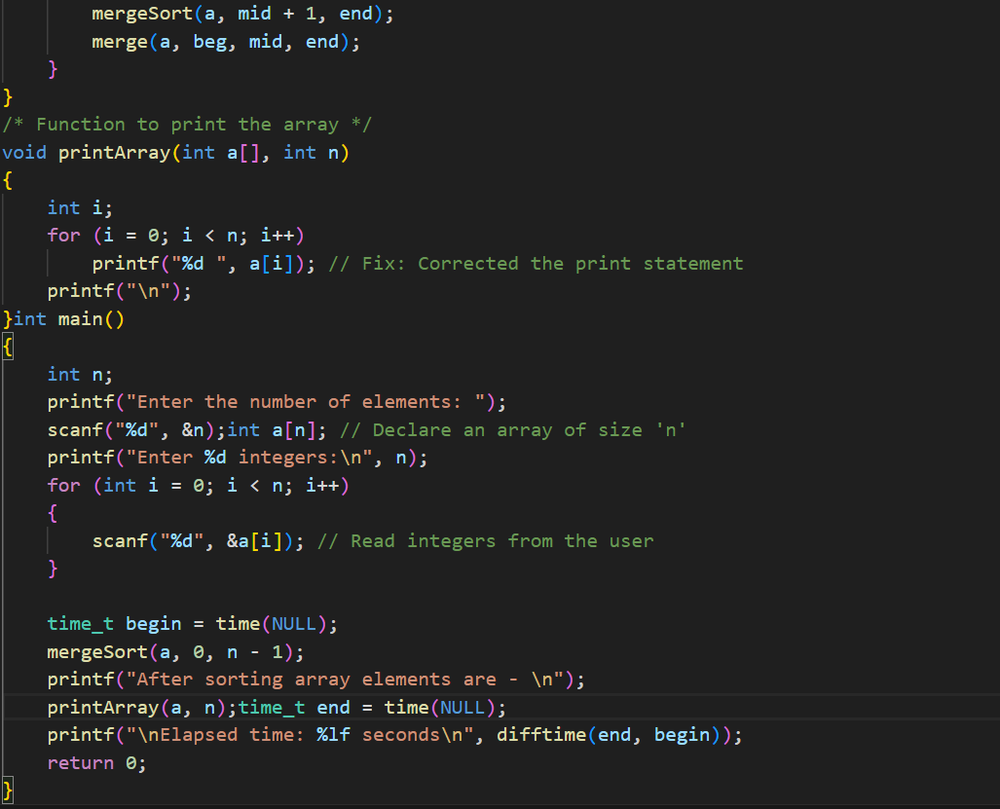 mergeSort(a, mid + 1, end);
        merge(a, beg, mid, end);
    }
}
/* Function to print the array */
void printArray(int a[], int n)
{
    int i;
    for (i = 0; i < n; i++)
        printf("%d ", a[i]); // Fix: Corrected the print statement
    printf("\n");
}int main()
{
    int n;
    printf("Enter the number of elements: ");
    scanf("%d", &n);int a[n]; // Declare an array of size 'n'
    printf("Enter %d integers:\n", n);
    for (int i = 0; i < n; i++)
    {
        scanf("%d", &a[i]); // Read integers from the user
    }

    time_t begin = time(NULL);
    mergeSort(a, 0, n - 1);
    printf("After sorting array elements are - \n");
    printArray(a, n);time_t end = time(NULL);
    printf("\nElapsed time: %lf seconds\n", difftime(end, begin));
    return 0;
}